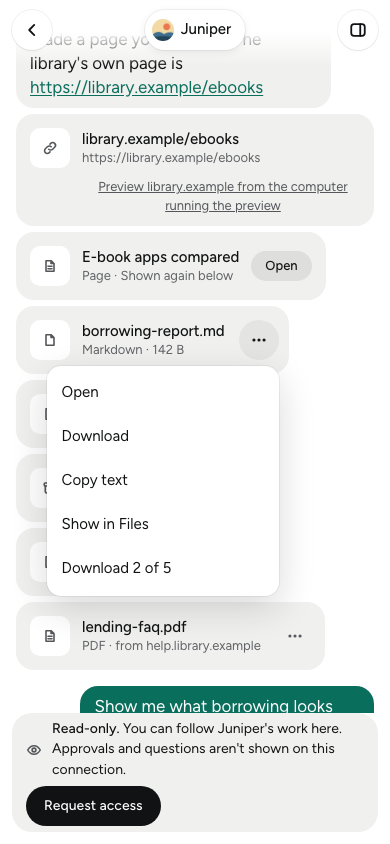 Juniper
library's own page is
https://library.example/ebooks
library.example/ebooks
https://library.example/ebooks
Preview library.example from the computer
running the preview
E-book apps compared
Page · Shown again below
Open
borrowing-report.md
Markdown · 142 B
Open
Download
Copy text
Show in Files
Download 2 of 5
lending-faq.pdf
PDF · from help.library.example
Show me what borrowing looks
Read-only. You can follow Juniper's work here.
Approvals and questions aren't shown on this
connection.
Request access